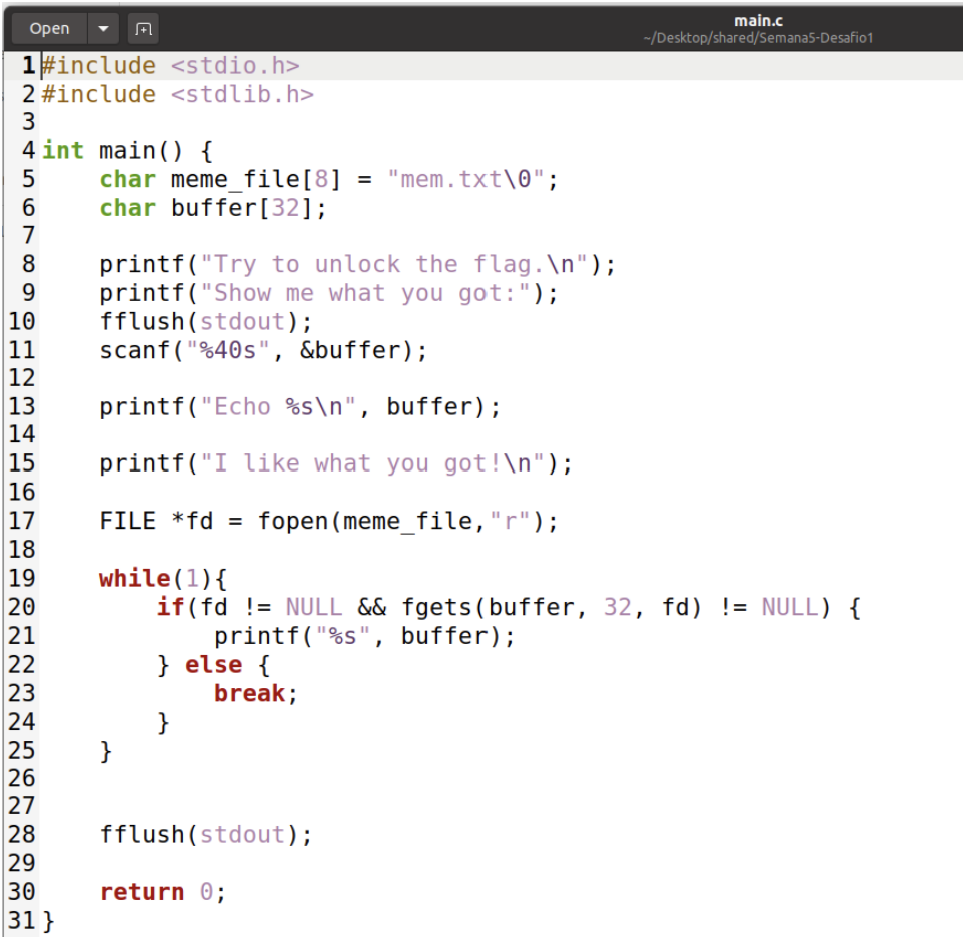 Open
main.c
~/Desktop/shared/Semana5-Desafio1
1 #include <stdio.h>
2 #include <stdlib.h>
3
4 int main() {
5     char meme_file[8] = "mem.txt\0";
6     char buffer[32];
7
8     printf("Try to unlock the flag.\n");
9     printf("Show me what you got:");
10     fflush(stdout);
11     scanf("%40s", &buffer);
12
13     printf("Echo %s\n", buffer);
14
15     printf("I like what you got!\n");
16
17     FILE *fd = fopen(meme_file,"r");
18
19     while(1){
20         if(fd != NULL && fgets(buffer, 32, fd) != NULL) {
21             printf("%s", buffer);
22         } else {
23             break;
24         }
25     }
26
27
28     fflush(stdout);
29
30     return 0;
31 }